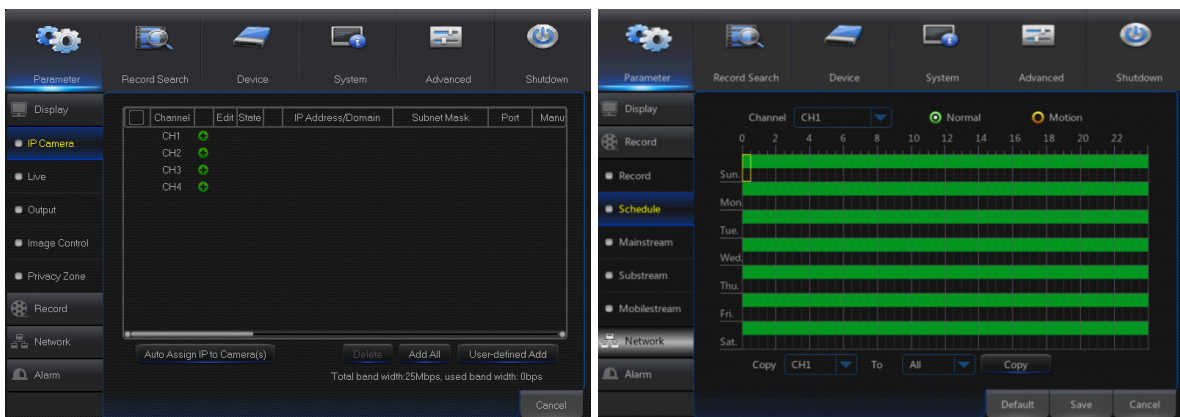 Parameter Record Search Device System Advanced Shutdown
Display
IP Camera
Live
Output
Image Control
Privacy Zone
Record
Network
Alarm
Channel Edit State IP Address/Domain Subnet Mask Port Manu
CH1
CH2
CH3
CH4
Auto Assign IP to Camera(s) Delete Add All User-defined Add
Total band width:25Mbps, used band width: 0bps
Cancel
Parameter Record Search Device System Advanced Shutdown
Display
Record
Record
Schedule
Mainstream
Substream
Mobilestream
Network
Alarm
Channel CH1 Normal Motion
0 2 4 6 8 10 12 14 16 18 20 22
Sun.
Mon.
Tue.
Wed.
Thu.
Fri.
Sat.
Copy CH1 To All Copy
Default Save Cancel